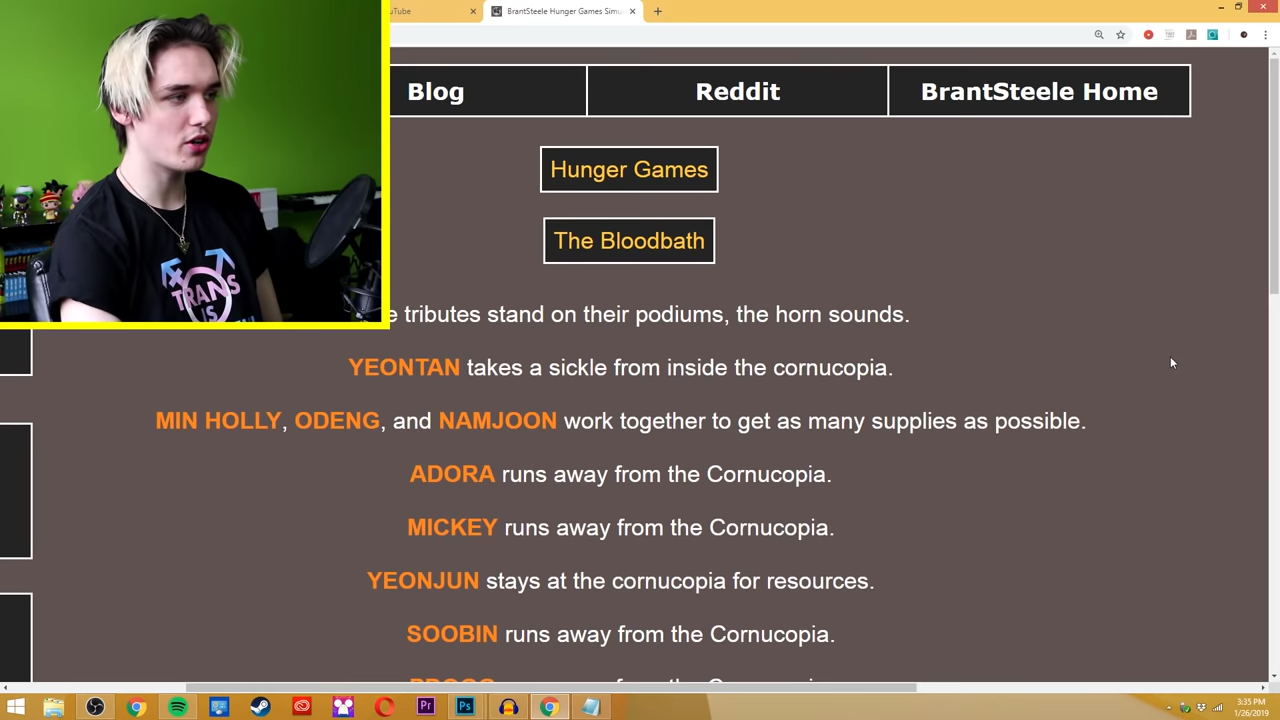 uTube
BrantSteele Hunger Games Simu
Blog
Reddit
BrantSteele Home
Hunger Games
The Bloodbath
e tributes stand on their podiums, the horn sounds.
YEONTAN takes a sickle from inside the cornucopia.
MIN HOLLY, ODENG, and NAMJOON work together to get as many supplies as possible.
ADORA runs away from the Cornucopia.
MICKEY runs away from the Cornucopia.
YEONJUN stays at the cornucopia for resources.
SOOBIN runs away from the Cornucopia.
TRANS
IS
Pr
Ps
3:35 PM
1/26/2019